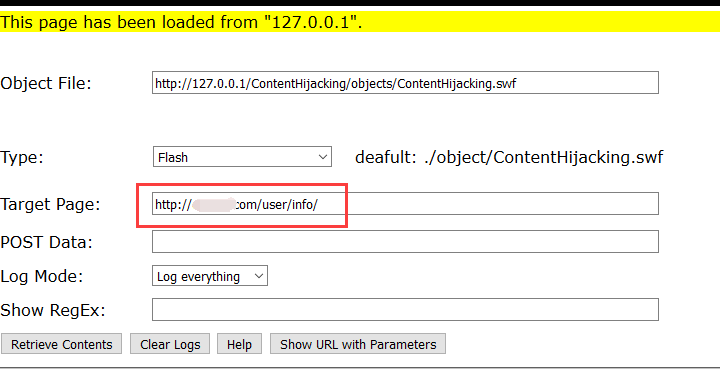 This page has been loaded from "127.0.0.1".
Object File: http://127.0.0.1/ContentHijacking/objects/ContentHijacking.swf
Type: Flash deafult: ./object/ContentHijacking.swf
Target Page: http:// .com/user/info/
POST Data:
Log Mode: Log everything
Show RegEx:
Retrieve Contents Clear Logs Help Show URL with Parameters